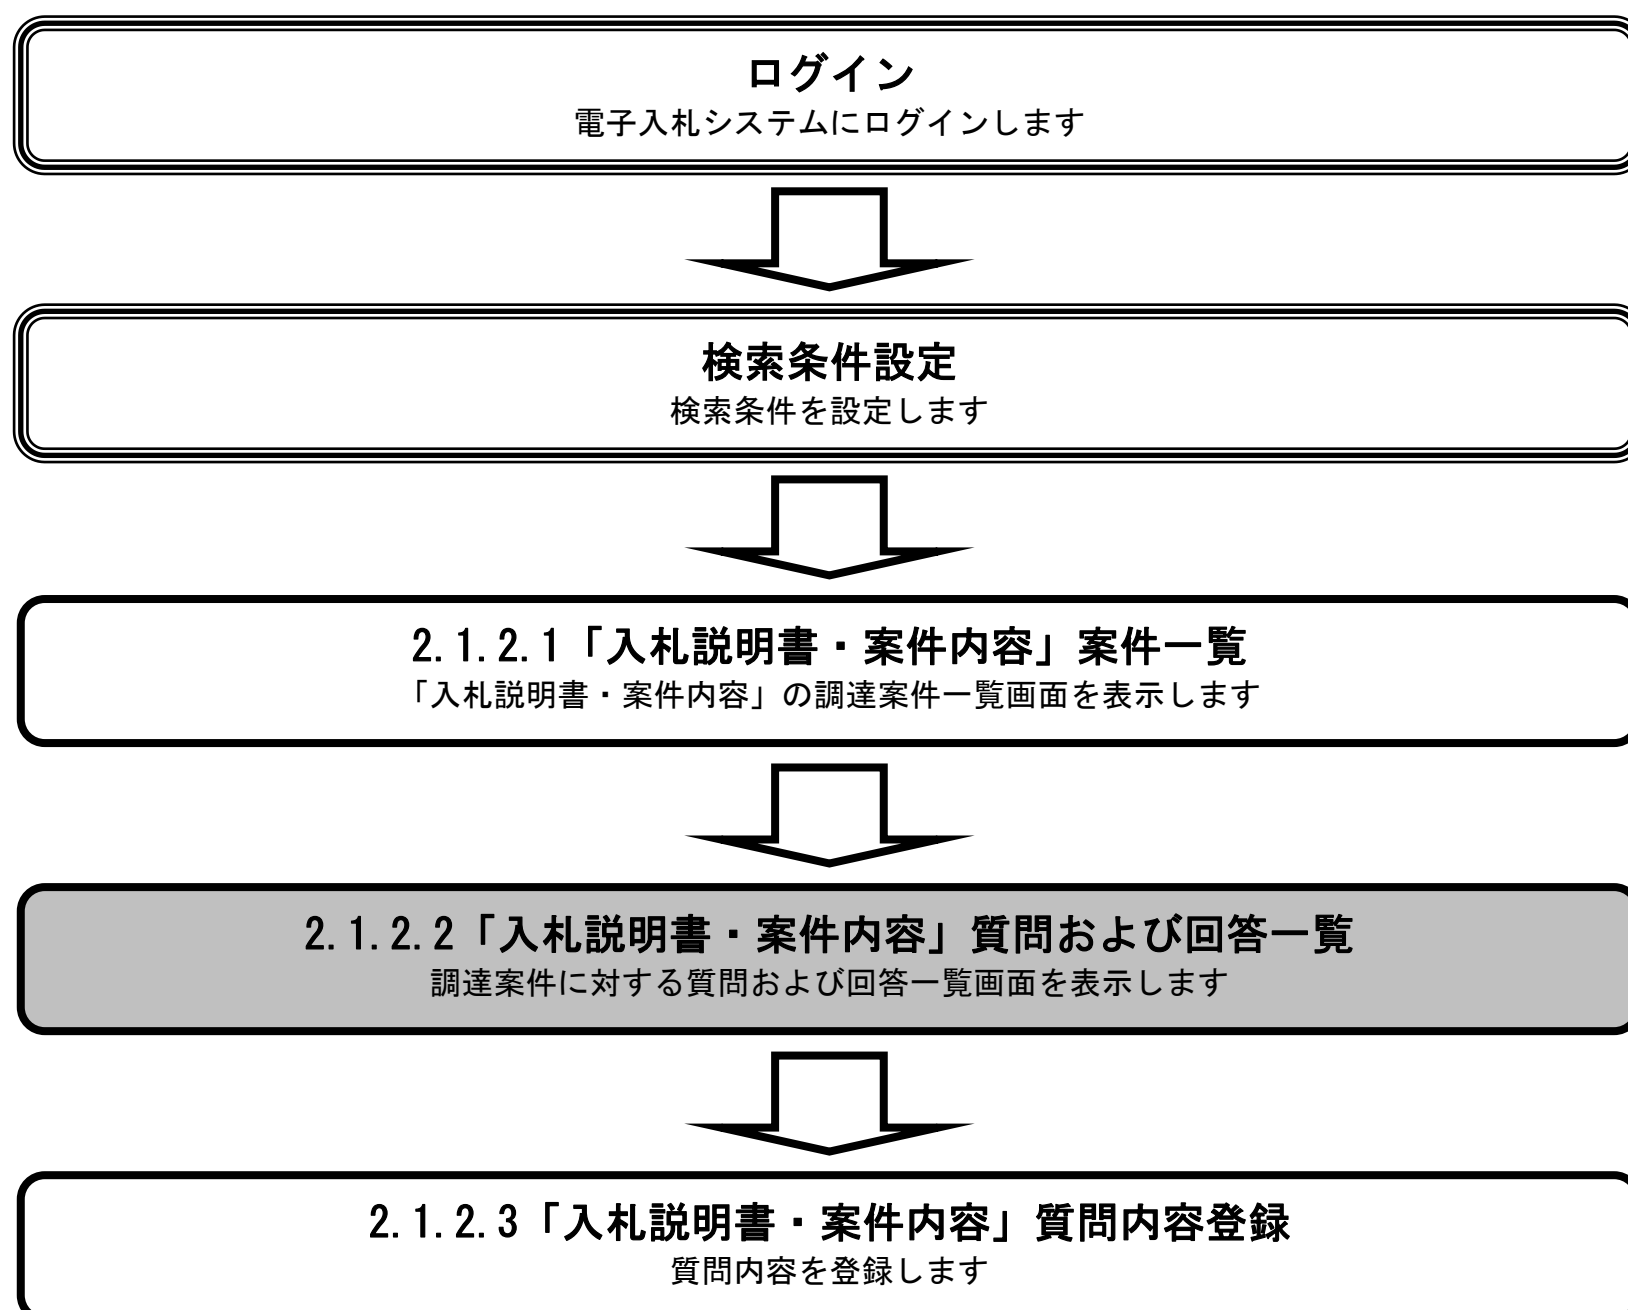 ログイン
電子入札システムにログインします
検索条件設定
検索条件を設定します
2.1.2.1「入札説明書・案件内容」案件一覧
「入札説明書・案件内容」の調達案件一覧画面を表示します
2.1.2.2「入札説明書・案件内容」質問および回答一覧
調達案件に対する質問および回答一覧画面を表示します
2.1.2.3「入札説明書・案件内容」質問内容登録
質問内容を登録します